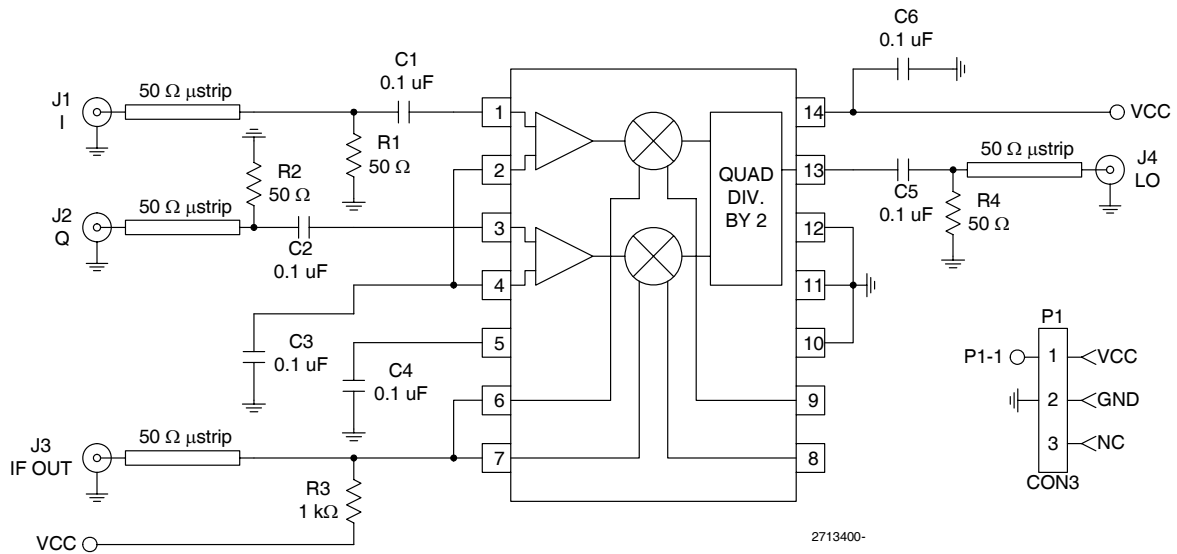 C6
0.1 uF
C1
0.1 uF
J1
I
50 Ω µstrip
1
14
VCC
R1
50 Ω
R2
50 Ω
2
QUAD
DIV.
BY 2
13
C5
0.1 uF
50 Ω µstrip
J4
LO
R4
50 Ω
J2
Q
50 Ω µstrip
C2
0.1 uF
3
12
4
11
C3
0.1 uF
5
10
C4
0.1 uF
P1
P1-1
1
VCC
2
GND
3
NC
CON3
6
9
J3
IF OUT
50 Ω µstrip
7
8
R3
1 kΩ
VCC
2713400-